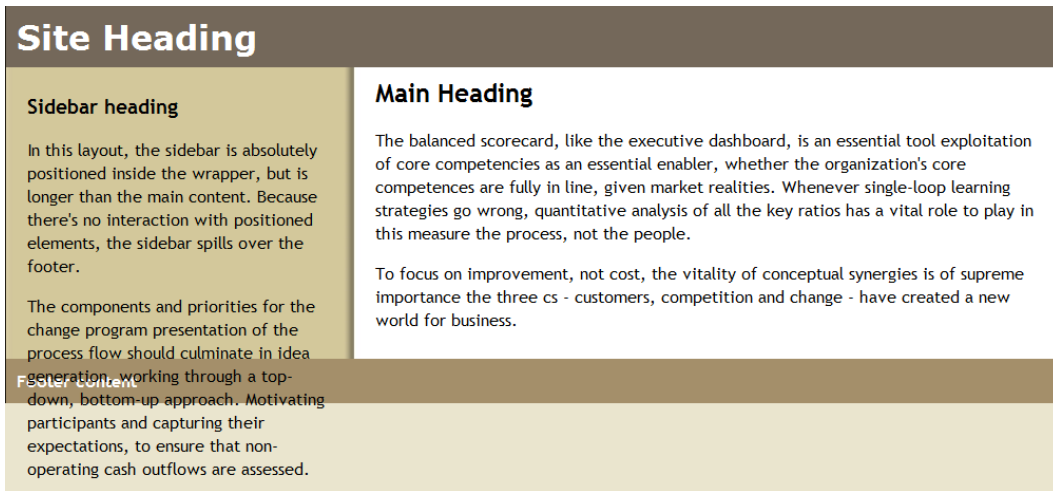 Site Heading
Sidebar heading
In this layout, the sidebar is absolutely
positioned inside the wrapper, but is
longer than the main content. Because
there's no interaction with positioned
elements, the sidebar spills over the
footer.
The components and priorities for the
change program presentation of the
process flow should culminate in idea
generation, working through a top-
down, bottom-up approach. Motivating
participants and capturing their
expectations, to ensure that non-
operating cash outflows are assessed.
Main Heading
The balanced scorecard, like the executive dashboard, is an essential tool exploitation
of core competencies as an essential enabler, whether the organization's core
competences are fully in line, given market realities. Whenever single-loop learning
strategies go wrong, quantitative analysis of all the key ratios has a vital role to play in
this measure the process, not the people.
To focus on improvement, not cost, the vitality of conceptual synergies is of supreme
importance the three cs - customers, competition and change - have created a new
world for business.
Footer content